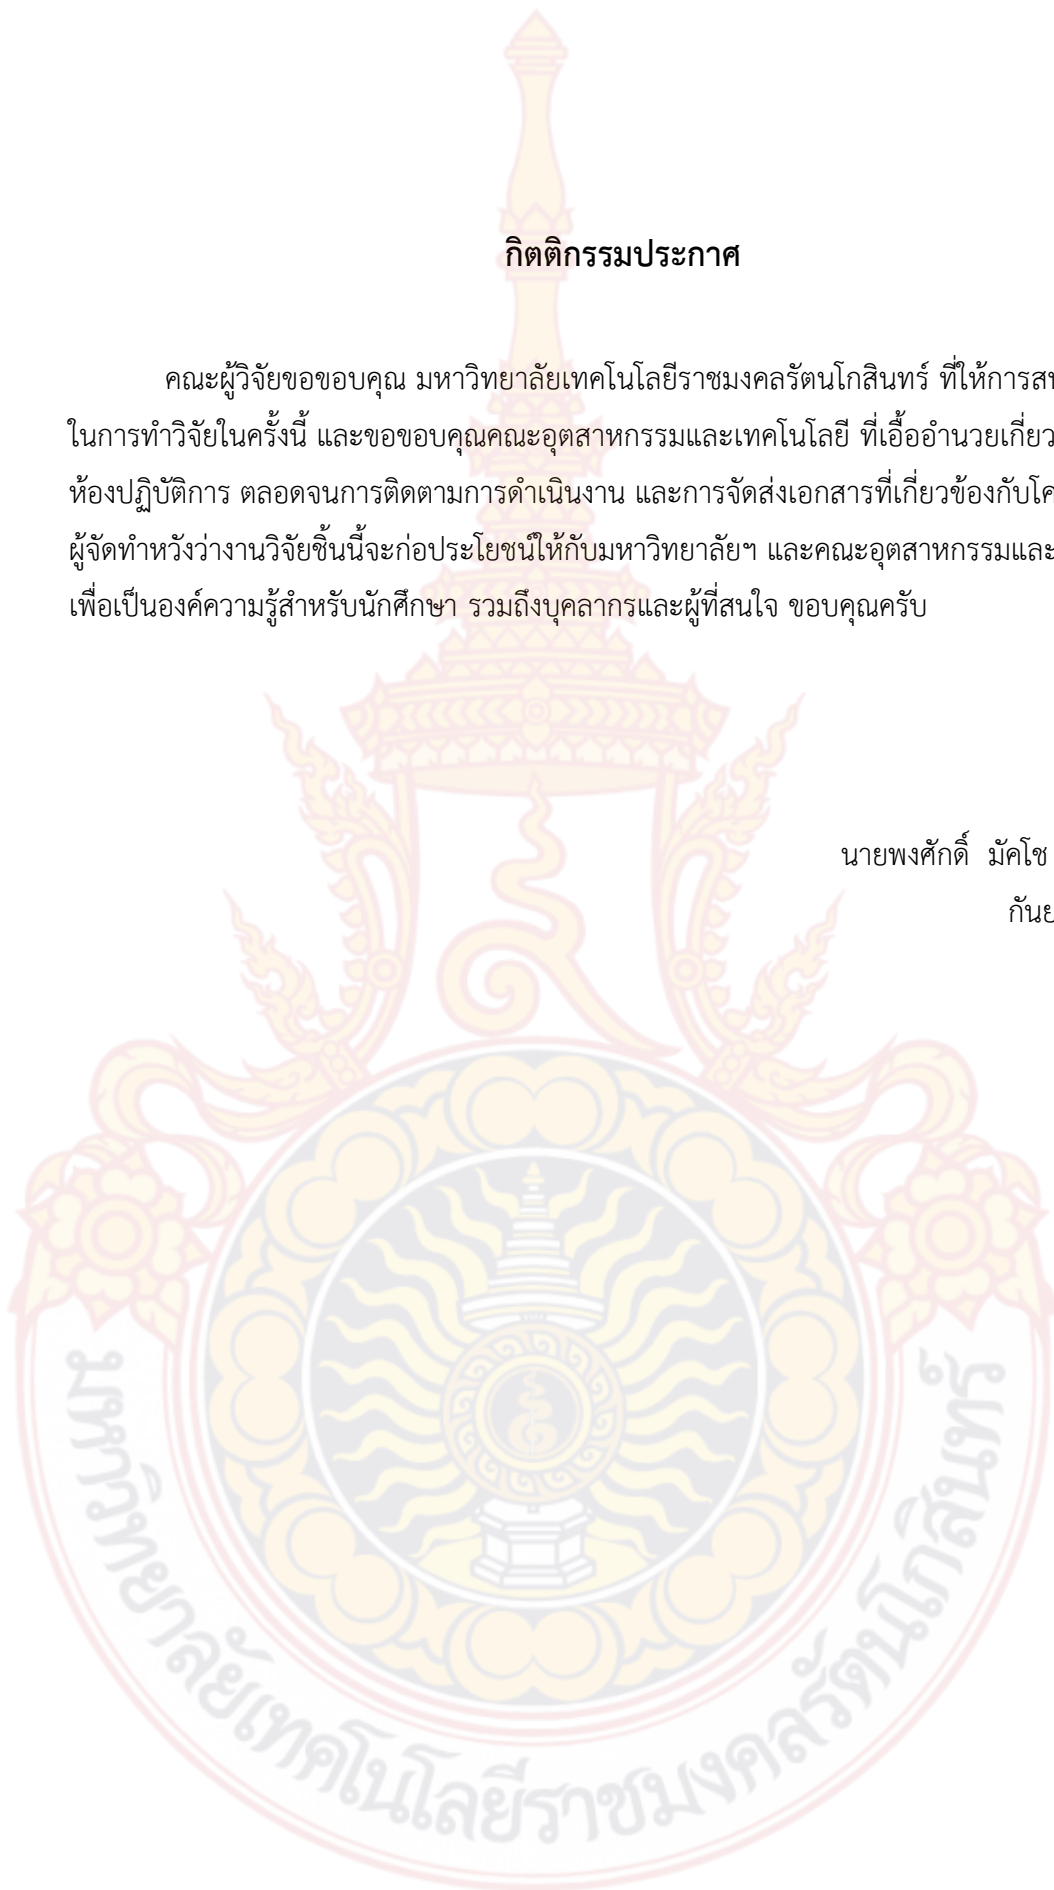 กิตติกรรมประกาศ
คณะผู้วิจัยขอขอบคุณ มหาวิทยาลัยเทคโนโลยีราชมงคลรัตนโกสินทร์ ที่ให้การส
ในการทำวิจัยในครั้งนี้ และขอขอบคุณคณะอุตสาหกรรมและเทคโนโลยี ที่เอื้ออำนวยเกี่ยว
ห้องปฏิบัติการ ตลอดจนการติดตามการดำเนินงาน และการจัดส่งเอกสารที่เกี่ยวข้องกับโค
ผู้จัดทำหวังว่างานวิจัยชิ้นนี้จะก่อประโยชน์ให้กับมหาวิทยาลัยฯ และคณะอุตสาหกรรมและ
เพื่อเป็นองค์ความรู้สำหรับนักศึกษา รวมถึงบุคลากรและผู้ที่สนใจ ขอบคุณครับ
นายพงศักดิ์ มัคโช
กันย
มหาวิทยาลัยเทคโนโลยีราชมงคลรัตนโกสินทร์